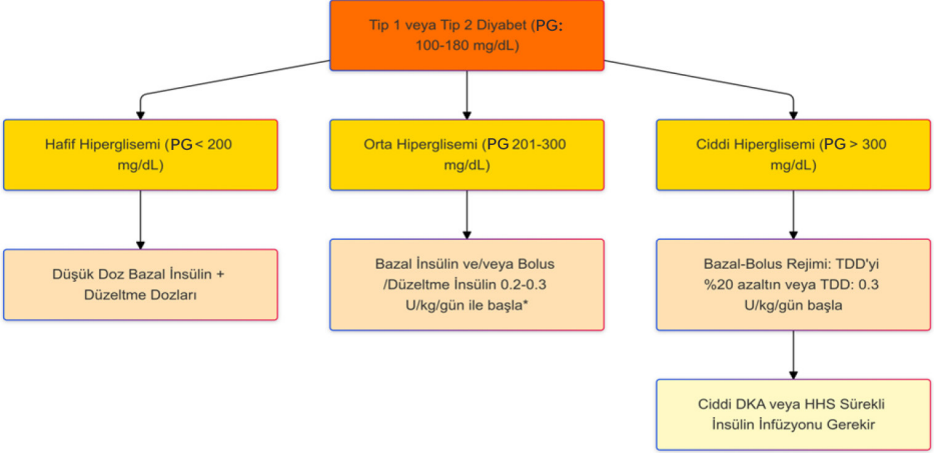 Tip 1 veya Tip 2 Diyabet (PG:
100-180 mg/dL)
Hafif Hiperglisemi (PG < 200
mg/dL)
Orta Hiperglisemi (PG 201-300
mg/dL)
Ciddi Hiperglisemi (PG > 300
mg/dL)
Düşük Doz Bazal İnsülin +
Düzeltme Dozları
Bazal İnsülin ve/veya Bolus
/Düzeltme İnsülin 0.2-0.3
U/kg/gün ile başla*
Bazal-Bolus Rejimi: TDD'yi
%20 azaltın veya TDD: 0.3
U/kg/gün başla
Ciddi DKA veya HHS Sürekli
İnsülin İnfüzyonu Gerekir